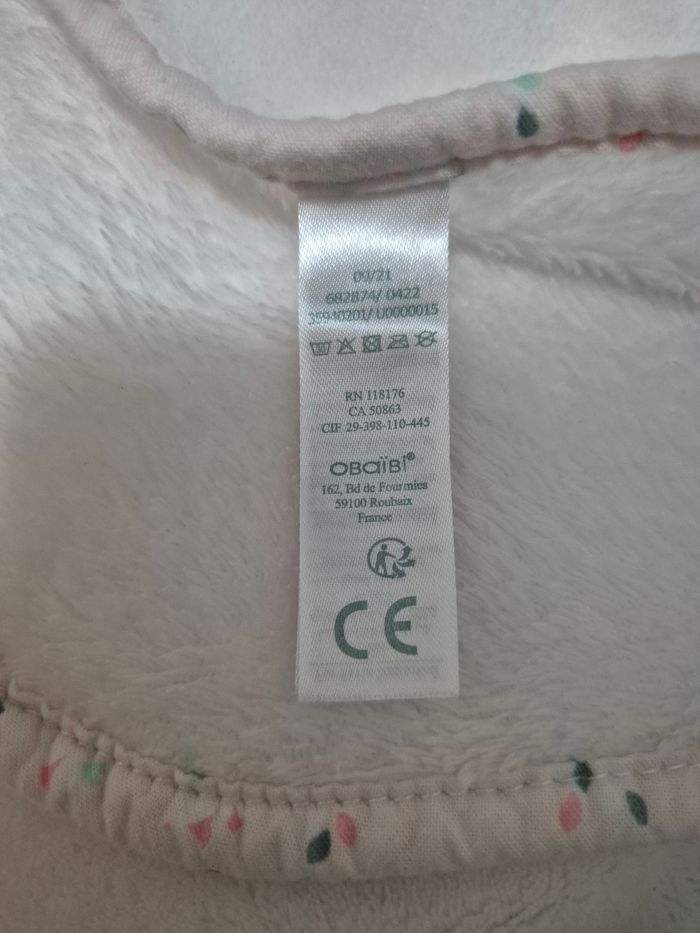 09/21
682874/ 0422
35940201/ U0000015
RN 118176
CA 50863
CIF 29-398-110-445
OBaïBi®
162, Bd de Fourmies
59100 Roubaix
France
CE